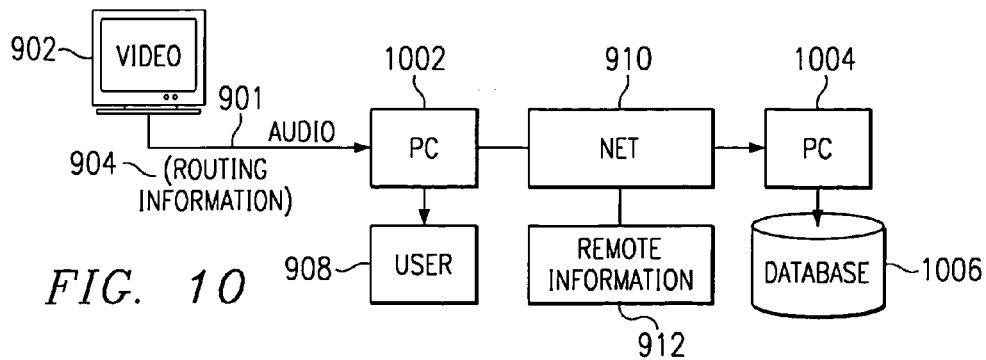 902
VIDEO
901
AUDIO
904
(ROUTING
INFORMATION)
1002
PC
910
NET
1004
PC
908
USER
REMOTE
INFORMATION
912
DATABASE
1006
FIG. 10